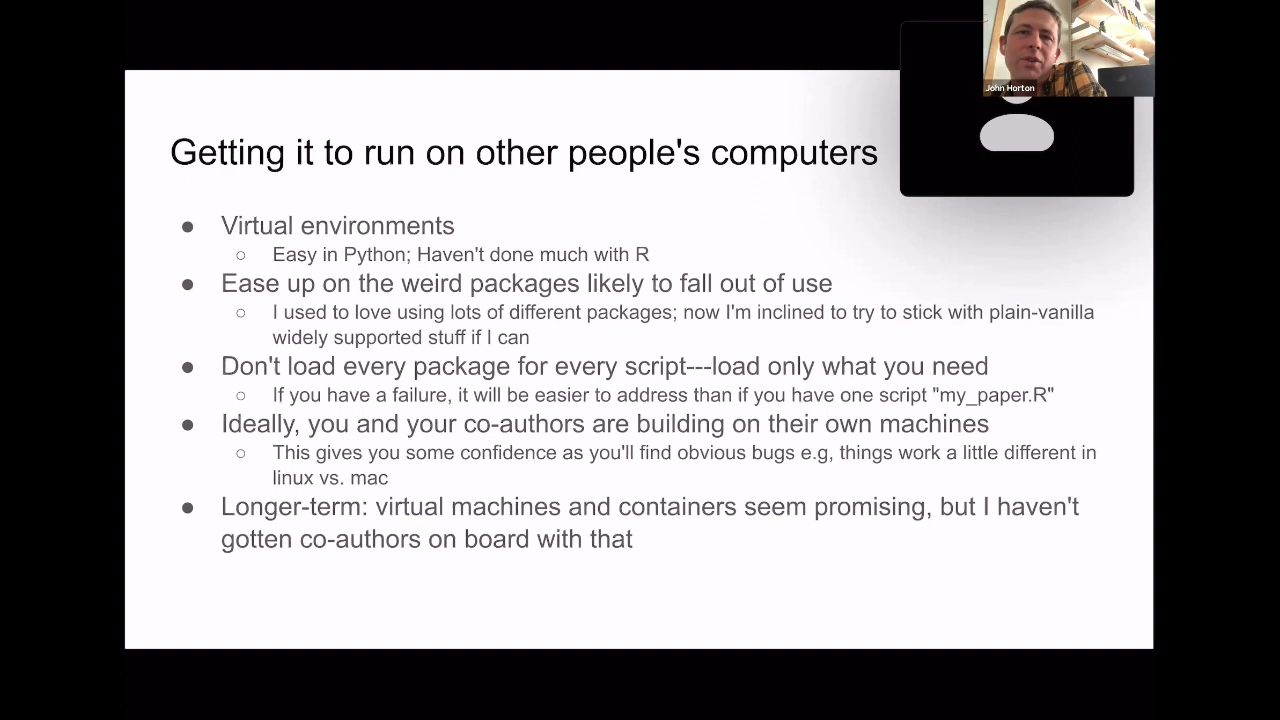 John Horton
Getting it to run on other people's computers
● Virtual environments
○ Easy in Python; Haven't done much with R
● Ease up on the weird packages likely to fall out of use
○ I used to love using lots of different packages; now I'm inclined to try to stick with plain-vanilla
widely supported stuff if I can
● Don't load every package for every script---load only what you need
○ If you have a failure, it will be easier to address than if you have one script "my_paper.R"
● Ideally, you and your co-authors are building on their own machines
○ This gives you some confidence as you'll find obvious bugs e.g, things work a little different in
linux vs. mac
● Longer-term: virtual machines and containers seem promising, but I haven't
gotten co-authors on board with that